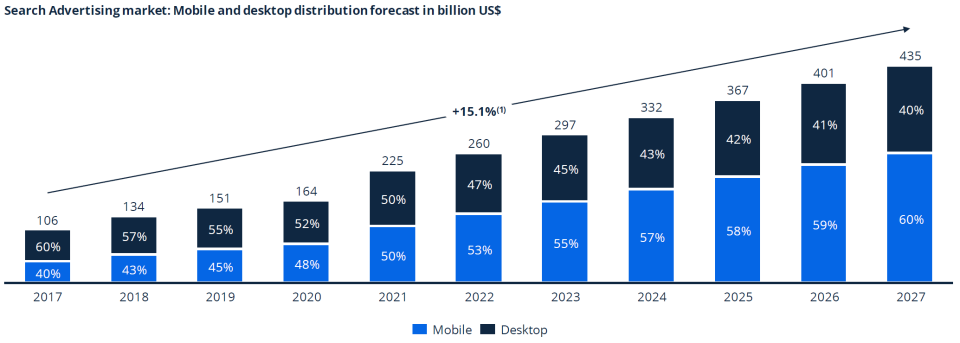 Search Advertising market: Mobile and desktop distribution forecast in billion US$
+15.1%(1)
106 134 151 164 225 260 297 332 367 401 435
60% 57% 55% 52% 50% 47% 45% 43% 42% 41% 40%
40% 43% 45% 48% 50% 53% 55% 57% 58% 59% 60%
2017 2018 2019 2020 2021 2022 2023 2024 2025 2026 2027
Mobile Desktop